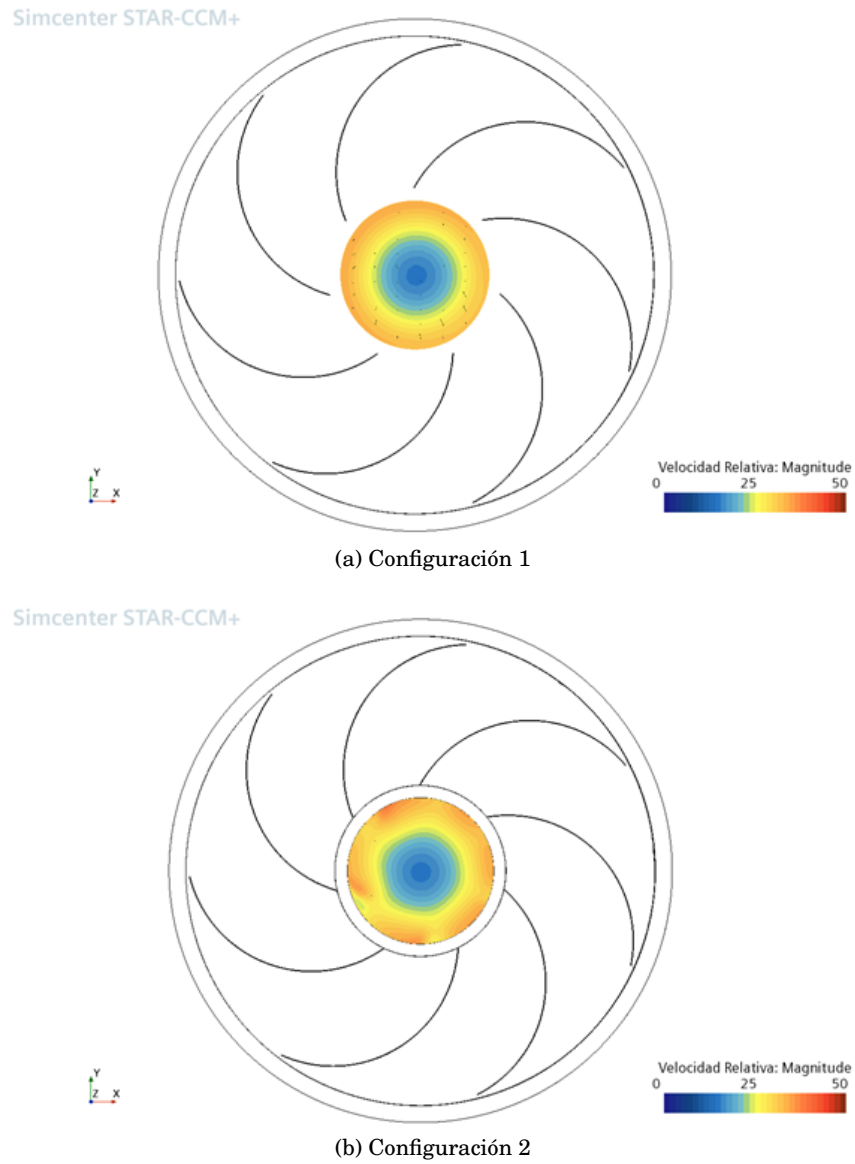 Simcenter STAR-CCM+
Velocidad Relativa: Magnitude
0 25 50
Y
Z X
(a) Configuración 1
Simcenter STAR-CCM+
Velocidad Relativa: Magnitude
0 25 50
Y
Z X
(b) Configuración 2